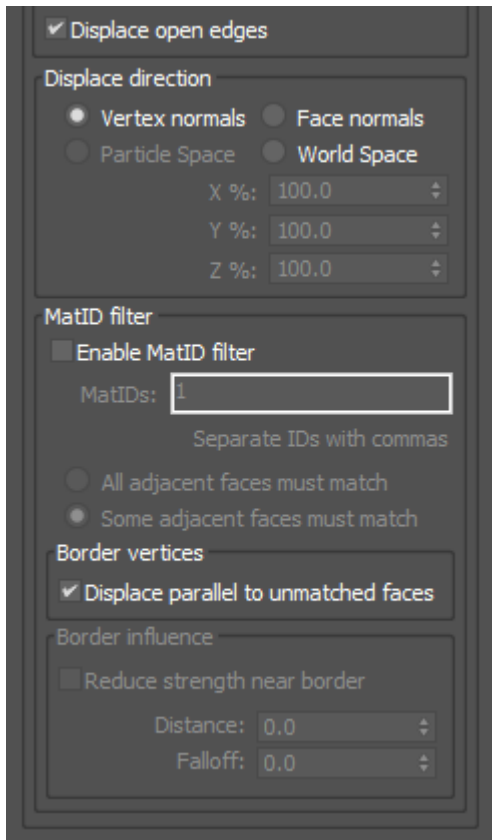 Displace open edges
Displace direction
Vertex normals Face normals
Particle Space World Space
X %: 100.0
Y %: 100.0
Z %: 100.0
MatID filter
Enable MatID filter
MatIDs: 1
Separate IDs with commas
All adjacent faces must match
Some adjacent faces must match
Border vertices
Displace parallel to unmatched faces
Border influence
Reduce strength near border
Distance: 0.0
Falloff: 0.0